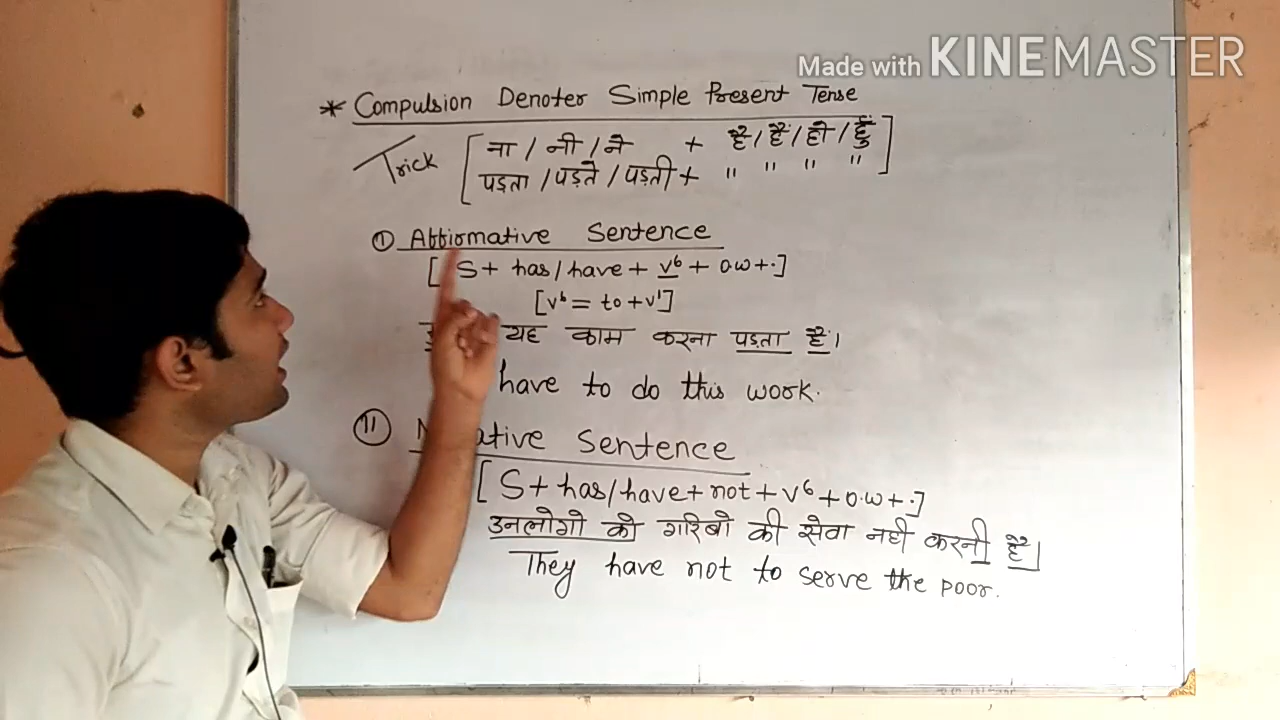 Made with KINEMASTER
* Compulsion Denoter Simple Present Tense
Trick [ ना / नी / ने + है / हैं / हो / हूँ ]
पड़ता / पड़ते / पड़ती + " " " "
① Affirmative Sentence
[ S + has/have + v⁶ + o.w + . ]
[ v⁶ = to + v¹ ]
यह काम करना पड़ता है।
have to do this work.
② ative Sentence
[ S + has/have + not + v⁶ + o.w + . ]
उनलोगो को गरिबो की सेवा नही करनी है।
They have not to serve the poor.